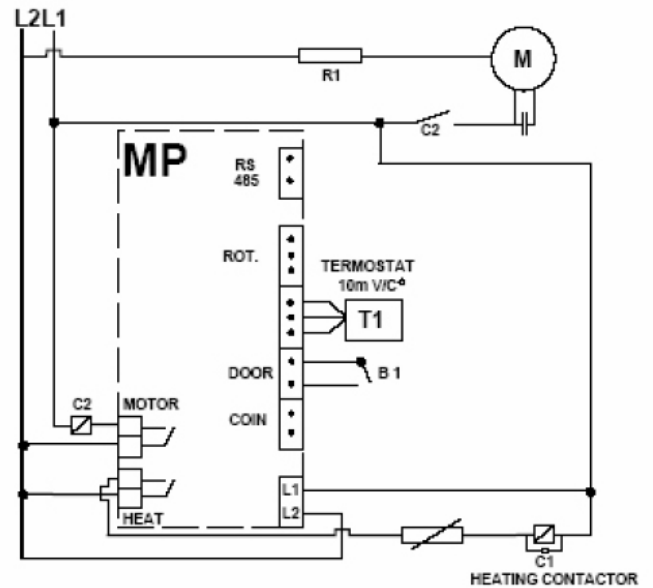 L2L1
M
R1
C2
MP
RS
485
ROT.
TERMOSTAT
10m V/C°
T1
DOOR
B 1
C2
MOTOR
COIN
L1
L2
HEAT
C1
HEATING CONTACTOR